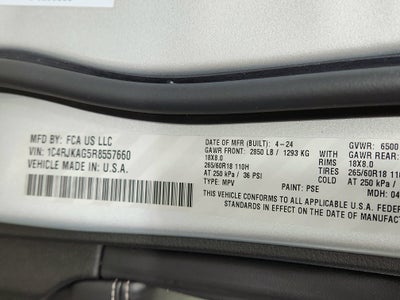 MFD BY: FCA US LLC
VIN: 1C4RJKAG5R8557660
VEHICLE MADE IN: U.S.A.
DATE OF MFR (BUILT): 4-24 GVWR: 6500
GAWR FRONT: 2850 LB / 1293 KG WITH GAWR REAR:
18X8.0 RIMS 18X8.0
265/60R18 110H TIRES 265/60R18
AT 250 kPa / 36 PSI COLD AT 250 kPa
TYPE: MPV PAINT: PSE MDH: 04
THIS VEHICLE CONFORMS TO ALL APPLICABLE U.S.A. FEDER
STANDARDS IN EFFECT ON THE DATE OF MANUFACT